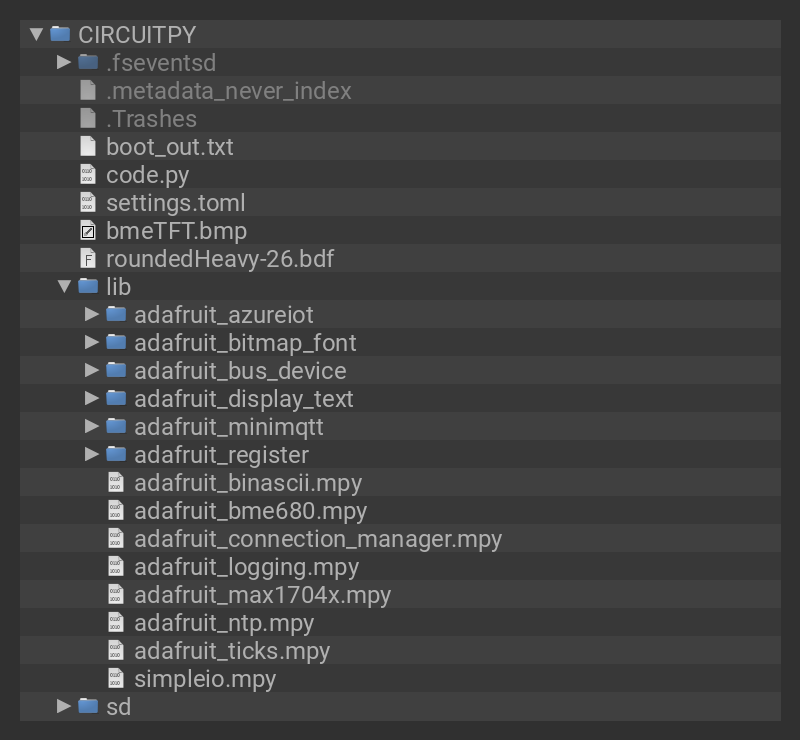 CIRCUITPY
.fseventsd
.metadata_never_index
.Trashes
boot_out.txt
code.py
settings.toml
bmeTFT.bmp
roundedHeavy-26.bdf
lib
adafruit_azureiot
adafruit_bitmap_font
adafruit_bus_device
adafruit_display_text
adafruit_minimqtt
adafruit_register
adafruit_binascii.mpy
adafruit_bme680.mpy
adafruit_connection_manager.mpy
adafruit_logging.mpy
adafruit_max1704x.mpy
adafruit_ntp.mpy
adafruit_ticks.mpy
simpleio.mpy
sd